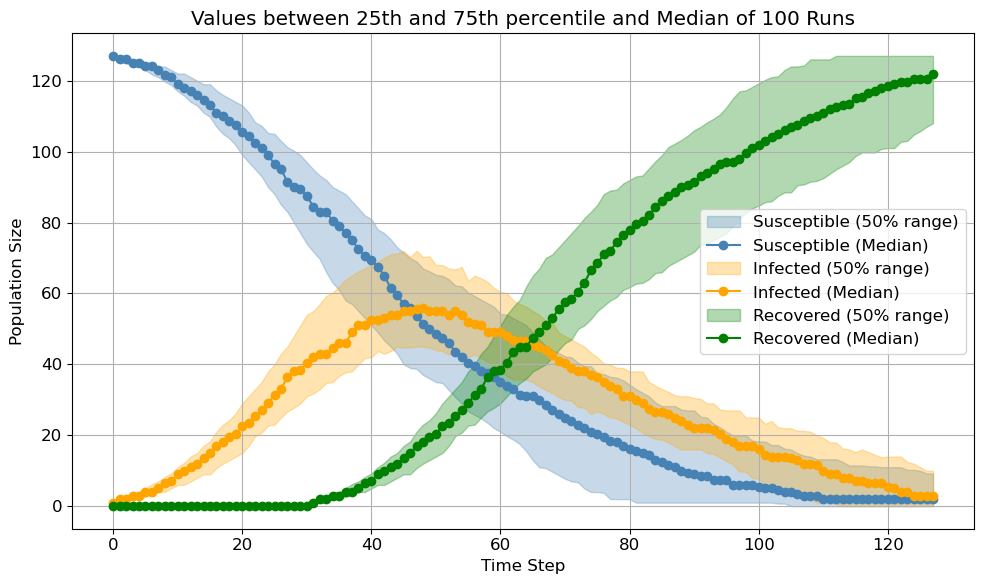 Values between 25th and 75th percentile and Median of 100 Runs
Population Size
120
100
80
60
40
20
0
Susceptible (50% range)
Susceptible (Median)
Infected (50% range)
Infected (Median)
Recovered (50% range)
Recovered (Median)
0 20 40 60 80 100 120
Time Step